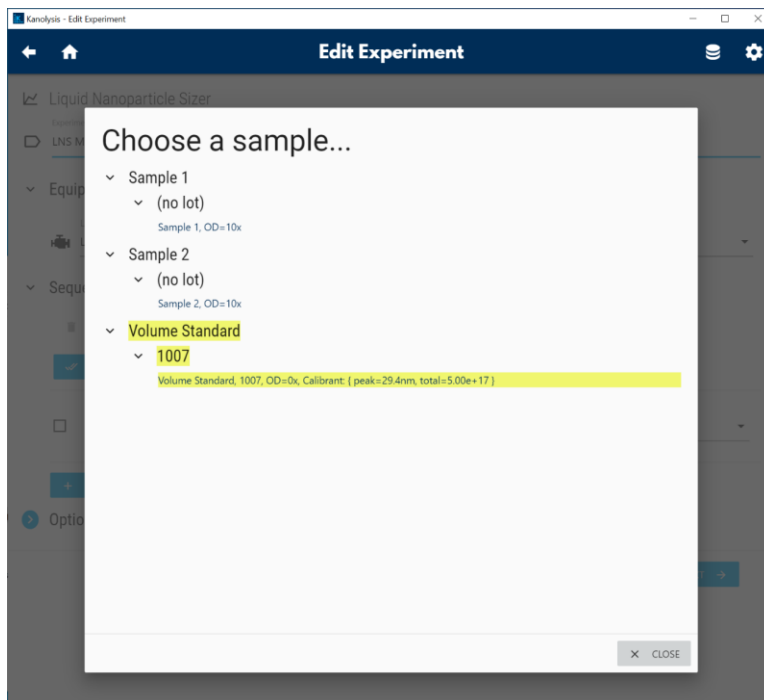 Kanolysis - Edit Experiment
Edit Experiment
Liquid Nanoparticle Sizer
LNS M
Choose a sample...
Sample 1
(no lot)
Sample 1, OD=10x
Sample 2
(no lot)
Sample 2, OD=10x
Volume Standard
1007
Volume Standard, 1007, OD=0x, Calibrant: { peak=29.4nm, total=5.00e+17 }
Equip
Sequ
Optio
CLOSE